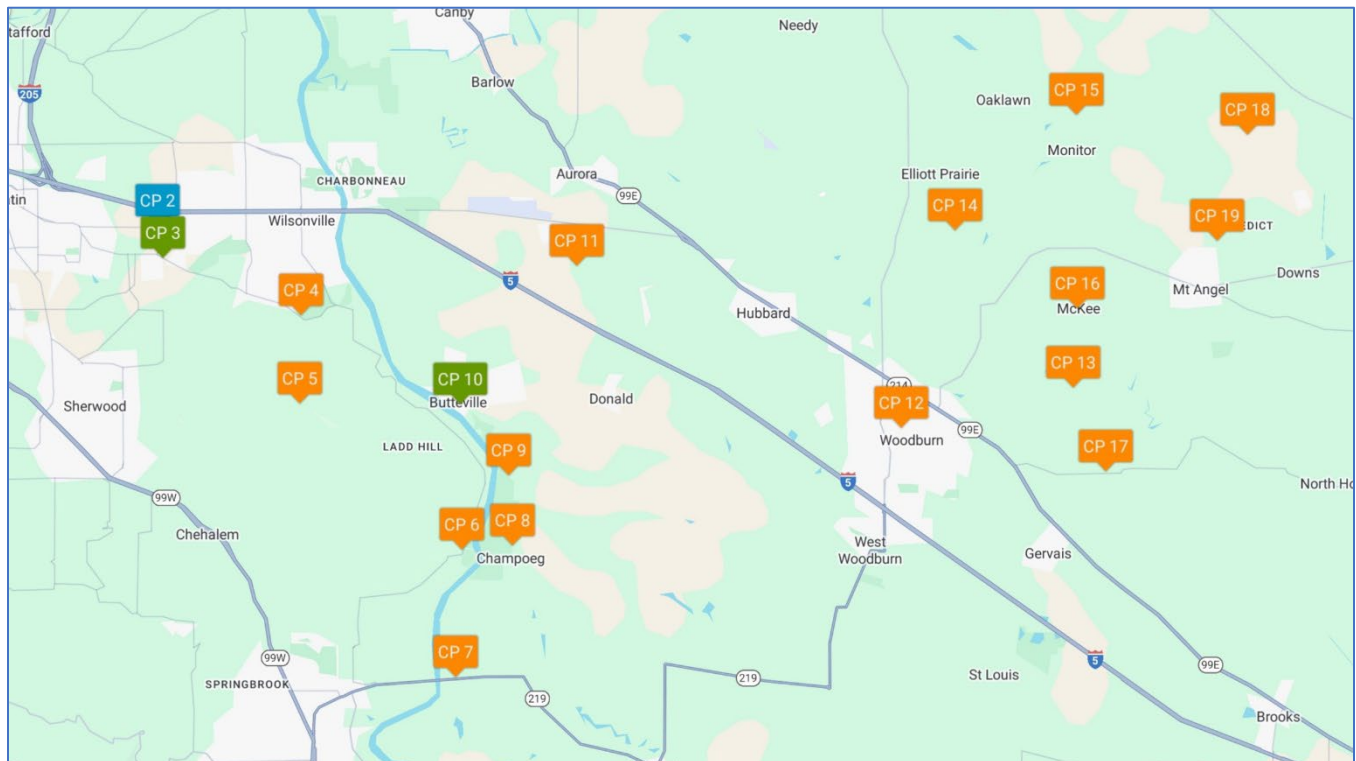 Canby
Needy
tafford
Barlow
205
CP 15
Oaklawn
CP 18
Monitor
Aurora
Elliott Prairie
CHARBONNEAU
99E
CP 2
tin
CP 14
Wilsonville
CP 19
EDICT
CP 3
CP 11
Downs
5
CP 4
CP 16
Mt Angel
McKee
Hubbard
CP 13
CP 5
CP 10
214
Donald
Butteville
CP 12
Sherwood
99E
Woodburn
LADD HILL
CP 9
CP 17
5
North Ho
99W
CP 6
CP 8
Chehalem
West
Woodburn
Gervais
Champoeg
CP 7
99W
5
99E
St Louis
SPRINGBROOK
219
219
Brooks